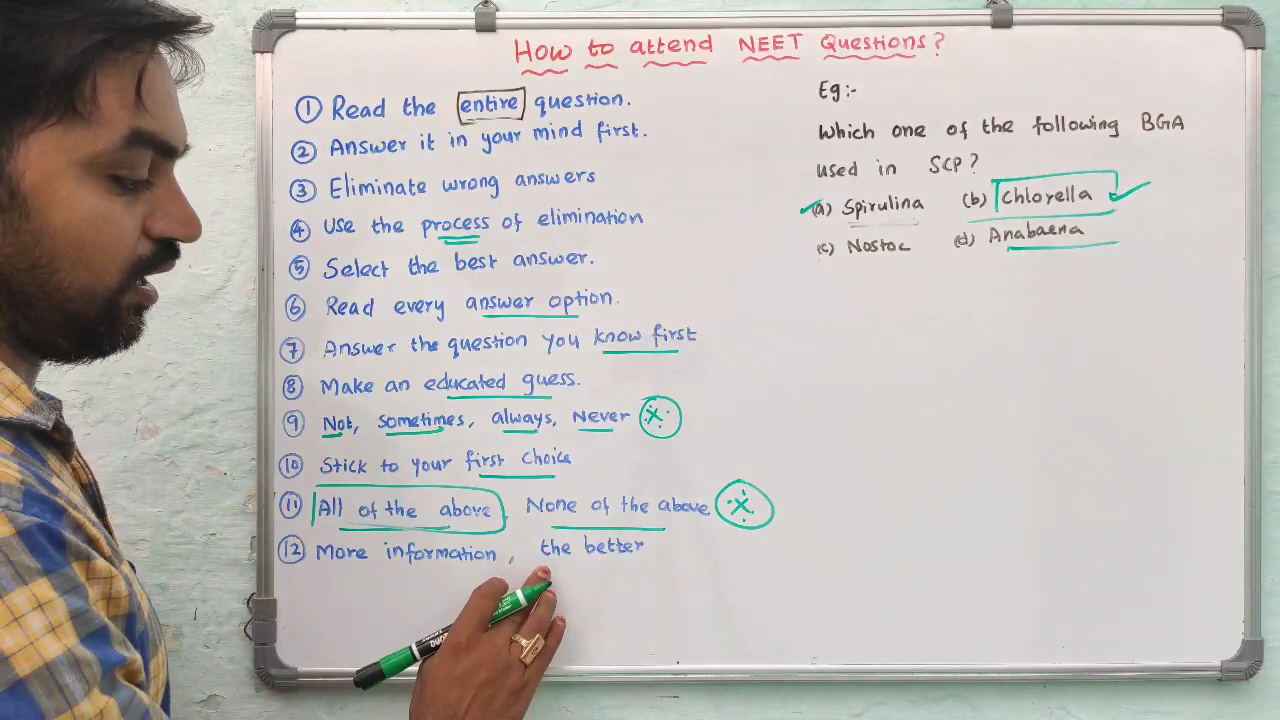 How to attend NEET Questions?
① Read the entire question.
② Answer it in your mind first.
③ Eliminate wrong answers
④ Use the process of elimination
⑤ Select the best answer.
⑥ Read every answer option.
⑦ Answer the question you know first
⑧ Make an educated guess.
⑨ Not, sometimes, always, Never
⑩ Stick to your first choice
⑪ All of the above, None of the above
⑫ More information, the better
Eg:-
Which one of the following BGA
used in SCP?
(a) Spirulina (b) Chlorella
(c) Nostoc (d) Anabaena